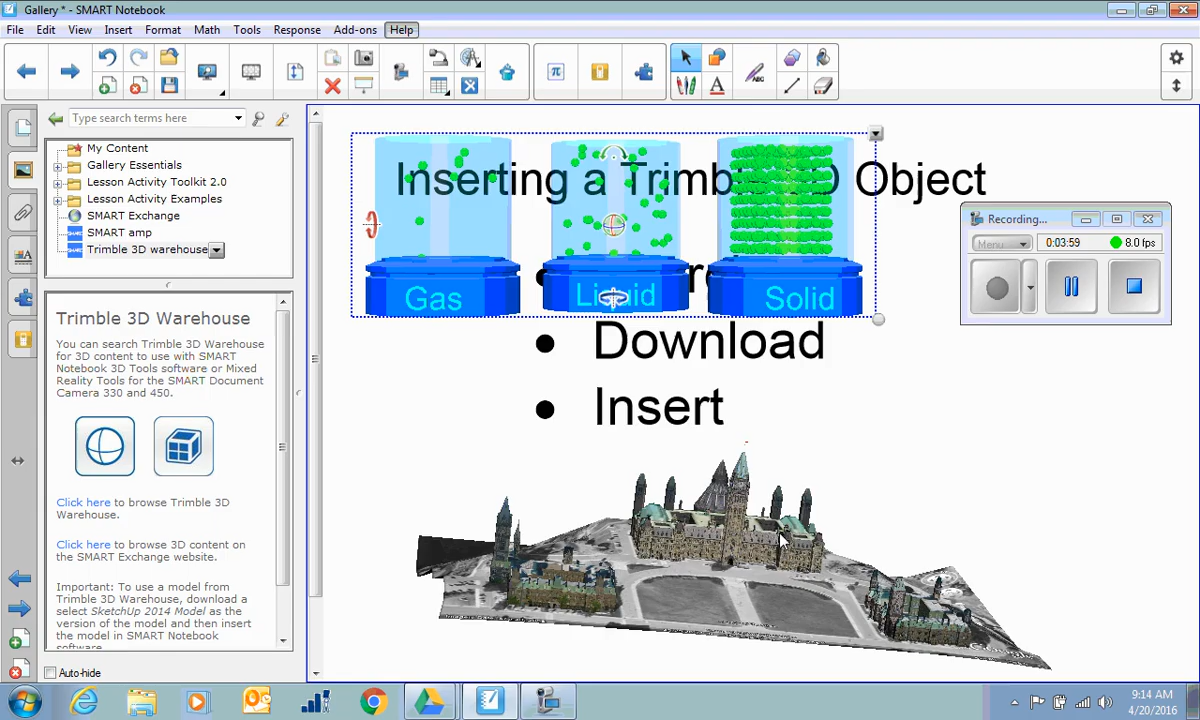 Gallery * - SMART Notebook
File Edit View Insert Format Math Tools Response Add-ons Help
Type search terms here
My Content
Gallery Essentials
Lesson Activity Toolkit 2.0
Lesson Activity Examples
SMART Exchange
SMART amp
Trimble 3D warehouse
Trimble 3D Warehouse
You can search Trimble 3D Warehouse
for 3D content to use with SMART
Notebook 3D Tools software or Mixed
Reality Tools for the SMART Document
Camera 330 and 450.
Click here to browse Trimble 3D
Warehouse.
Click here to browse 3D content on
the SMART Exchange website.
Important: To use a model from
Trimble 3D Warehouse, download a
select SketchUp 2014 Model as the
version of the model and then insert
the model in SMART Notebook
software.
Auto-hide
Inserting a Trimb D Object
Gas Liquid Solid
• Download
• Insert
Recording...
Menu 0:03:59 8.0 fps
π
ABC
A
9:14 AM
4/20/2016